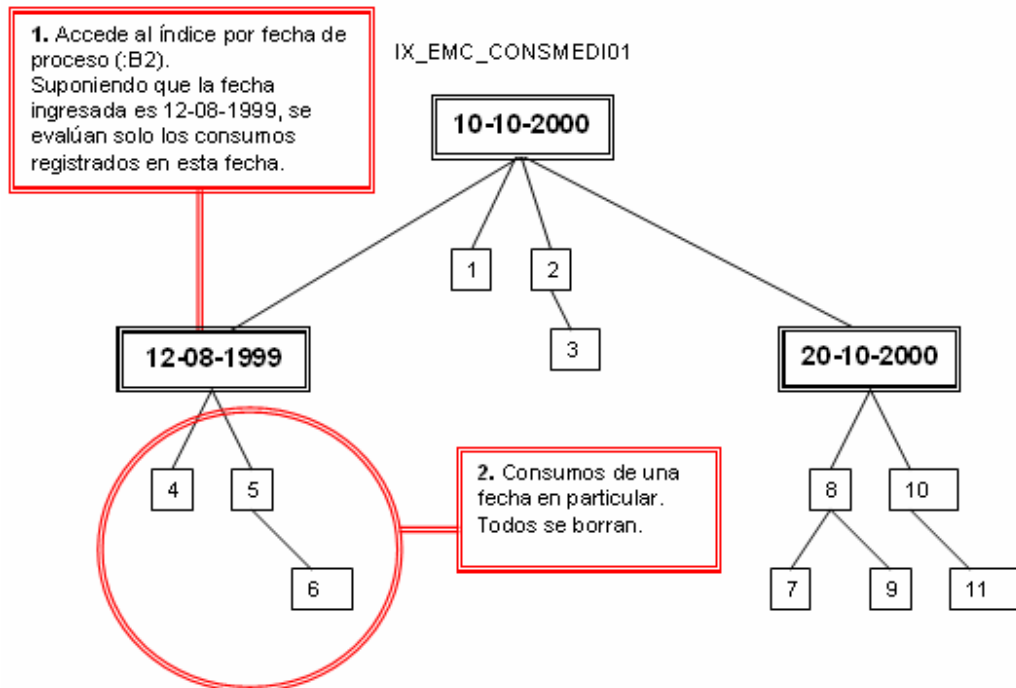 1. Accede al índice por fecha de
proceso (:B2).
Suponiendo que la fecha
ingresada es 12-08-1999, se
evalúan solo los consumos
registrados en esta fecha.
IX_EMC_CONSMEDI01
10-10-2000
1
2
3
12-08-1999
20-10-2000
4
5
6
2. Consumos de una
fecha en particular.
Todos se borran.
8
10
7
9
11